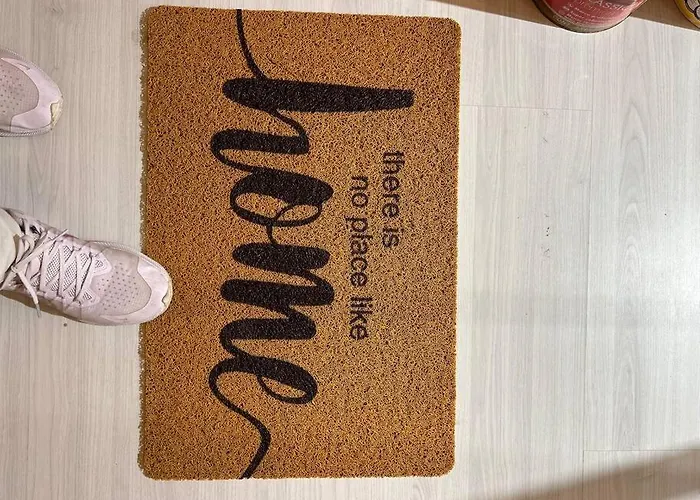 there is
no place like
home